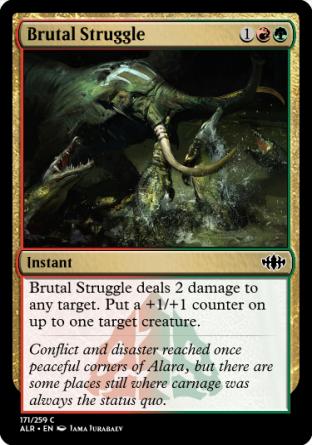 Brutal Struggle 1
Instant
Brutal Struggle deals 2 damage to
any target. Put a +1/+1 counter on
up to one target creature.
Conflict and disaster reached once
peaceful corners of Alara, but there are
some places still where carnage was
always the status quo.
171/259 C
ALR • EN Jama Jurabaev